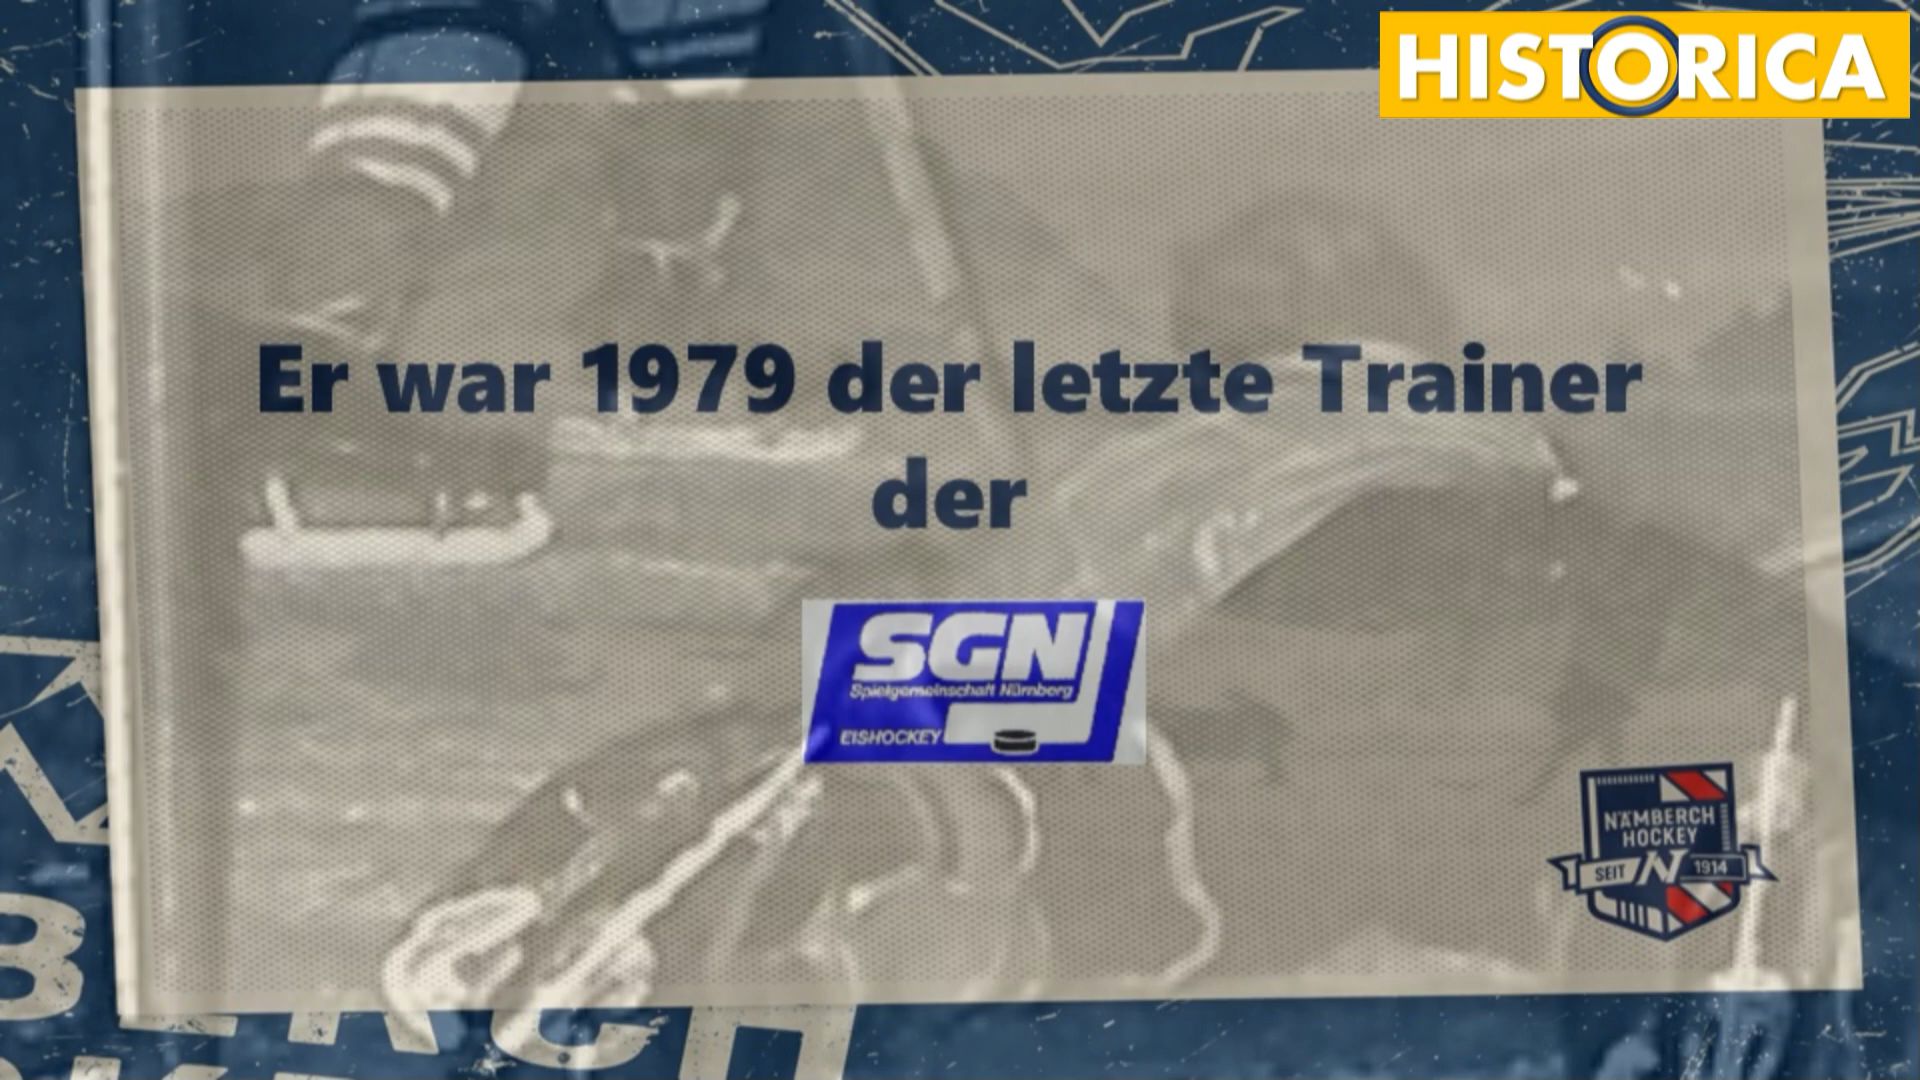 HISTORICA
Er war 1979 der letzte Trainer
der
SGN
Spielgemeinschaft Nürnberg
EISHOCKEY
NÄMBERCH
HOCKEY
SEIT N 1914